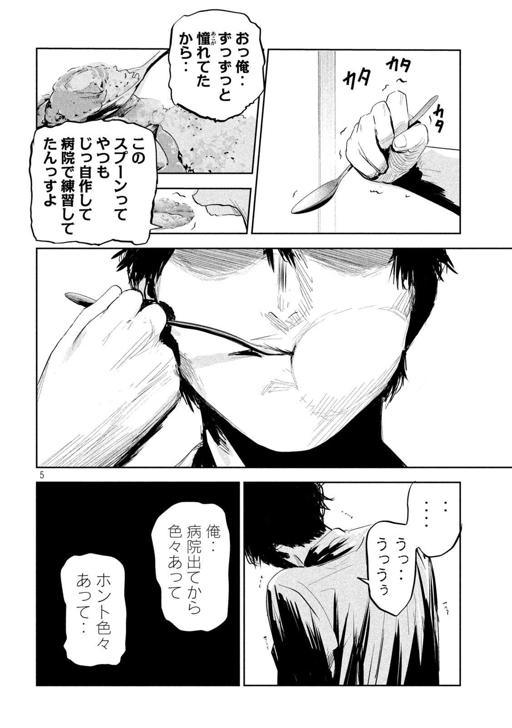 カタ
カタ
カタ
おっ俺‥
ずっずっと
憧れてた
あこが
から‥
この
スプーンって
やつも
じっ自作して
病院で練習して
たんっすよ
5
‥‥
うっ‥
うっうぅ
俺‥
病院出てから
色々あって
ホント色々
あって‥